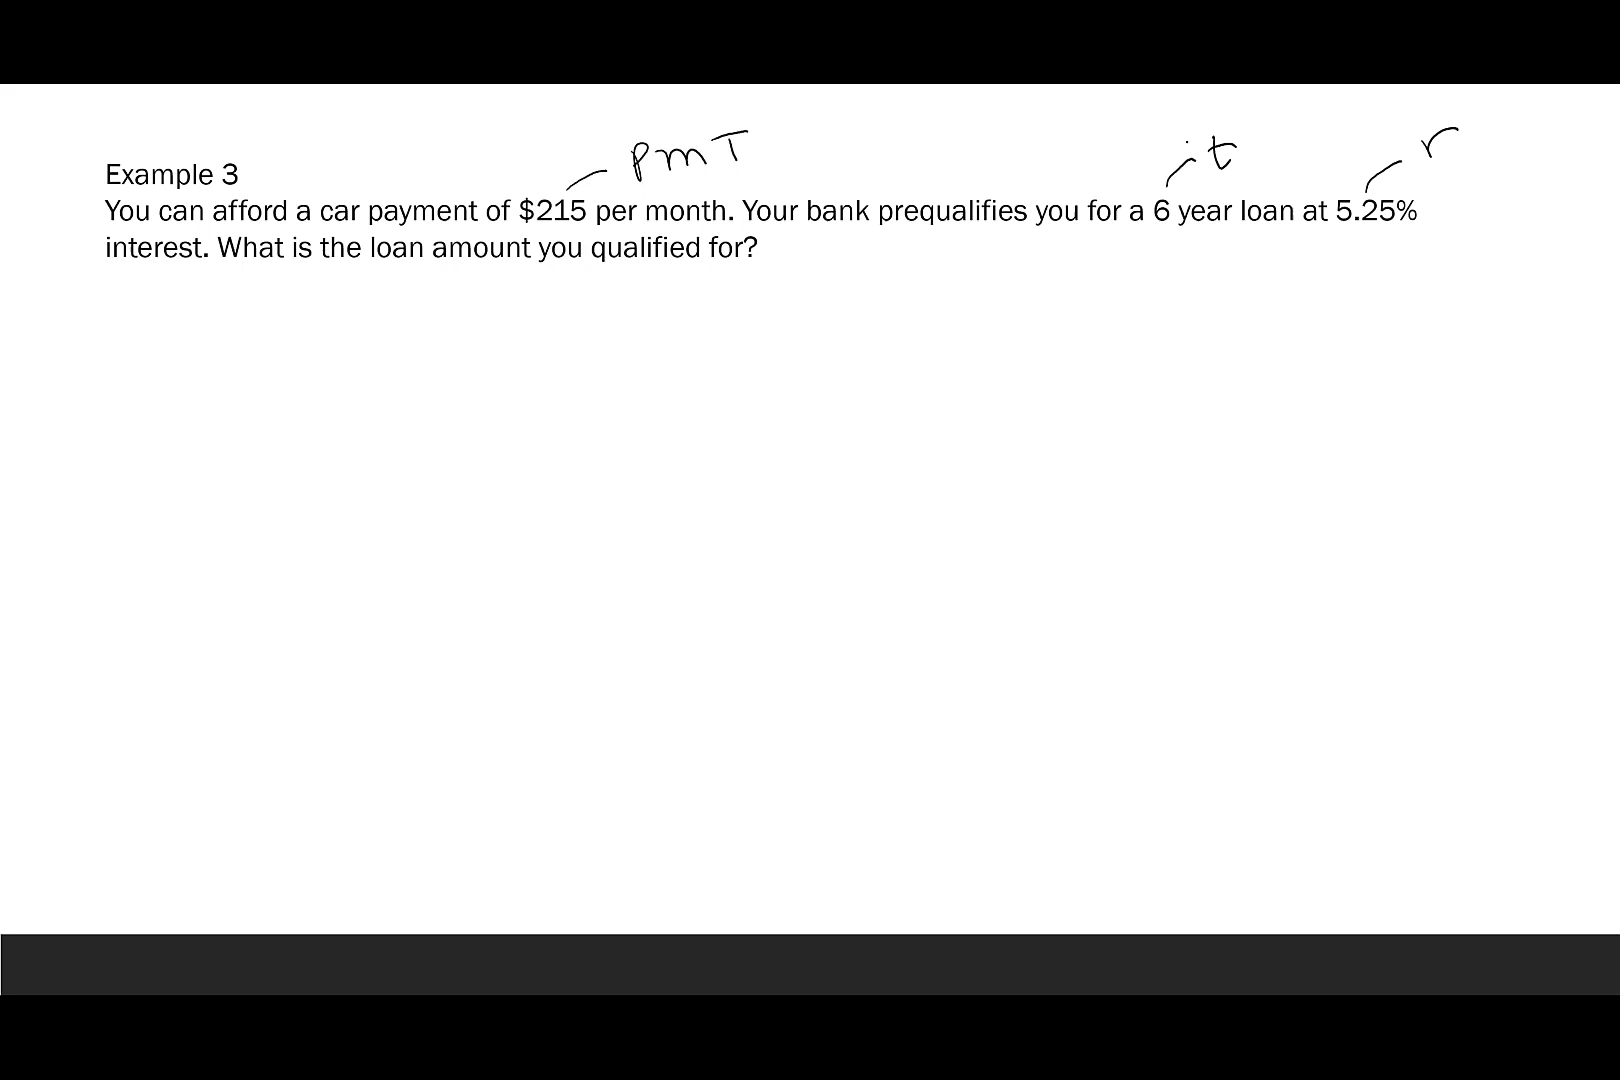 pmT
t
r
Example 3
You can afford a car payment of $215 per month. Your bank prequalifies you for a 6 year loan at 5.25%
interest. What is the loan amount you qualified for?